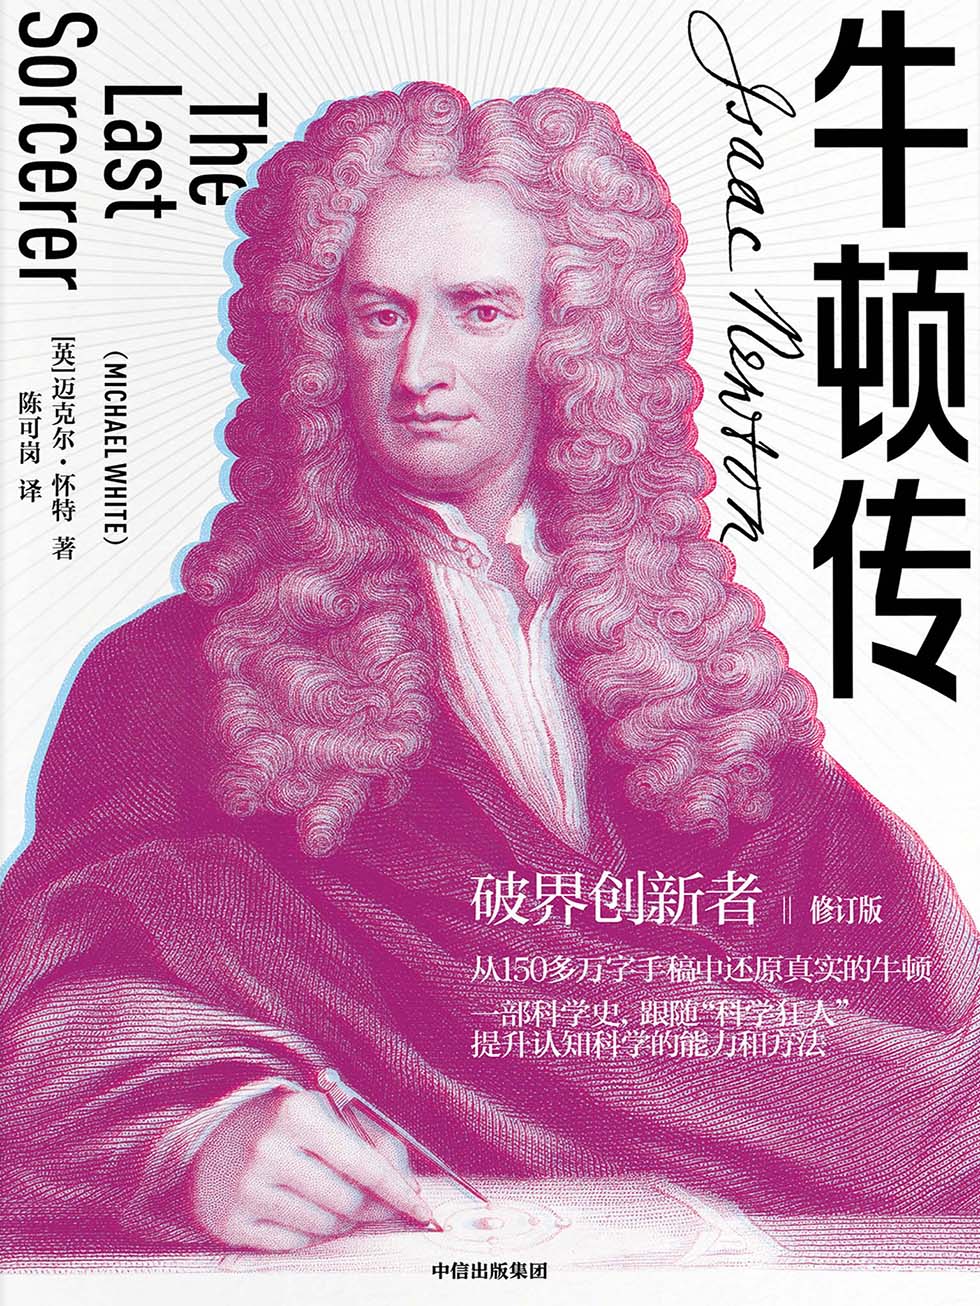 牛顿传
Isaac Newton
The
Last
Sorcerer
(MICHAEL WHITE)
[英]迈克尔·怀特 著
陈可岗 译
破界创新者 || 修订版
从150多万字手稿中还原真实的牛顿
一部科学史，跟随“科学狂人”
提升认知科学的能力和方法
中信出版集团